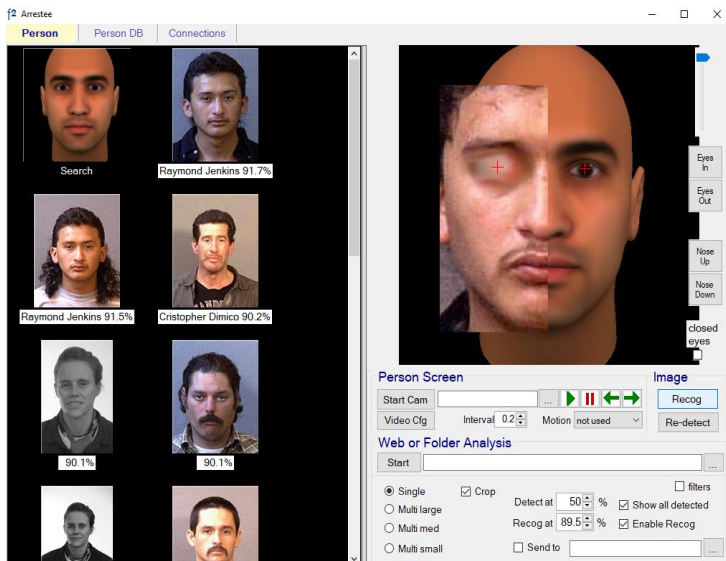 f2 Arrestee
Person Person DB Connections
Search
Raymond Jenkins 91.7%
Raymond Jenkins 91.5%
Cristopher Dimico 90.2%
90.1%
90.1%
Eyes In
Eyes Out
Nose Up
Nose Down
closed eyes
Person Screen
Start Cam ...
Video Cfg Interval 0.2 Motion not used
Image
Recog
Re-detect
Web or Folder Analysis
Start ...
Single
Multi large
Multi med
Multi small
Crop
Detect at 50 %
Recog at 89.5 %
Send to ...
filters
Show all detected
Enable Recog